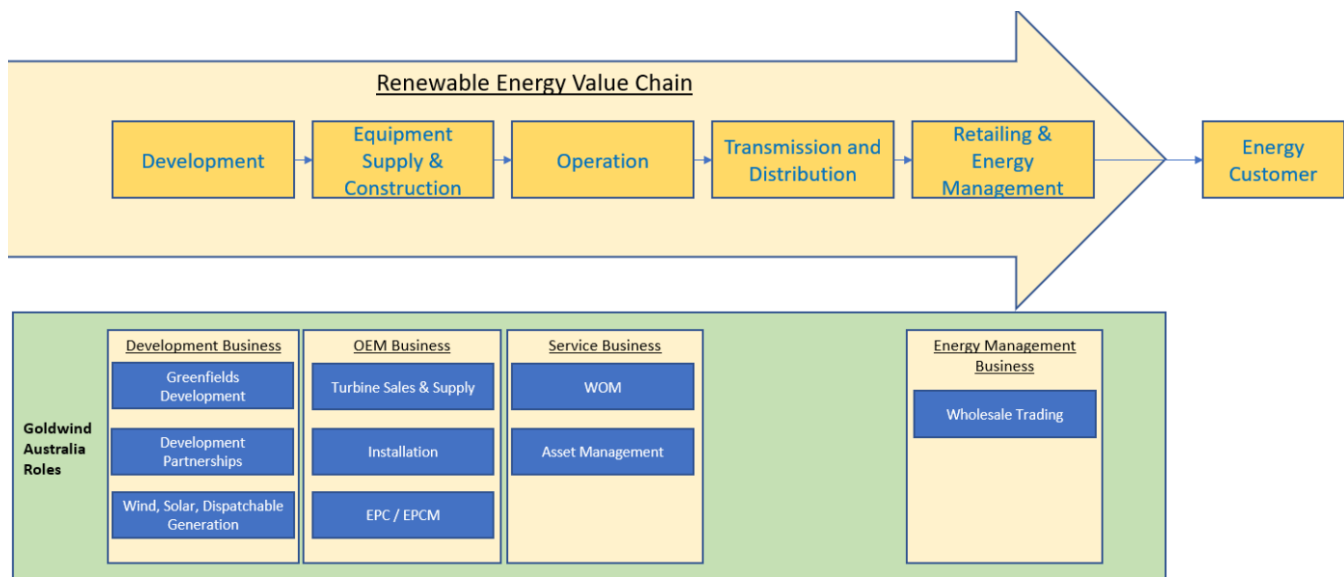 Renewable Energy Value Chain
Development
Equipment
Supply &
Construction
Operation
Transmission and
Distribution
Retailing &
Energy
Management
Energy
Customer
Goldwind
Australia
Roles
Development Business
Greenfields
Development
Development
Partnerships
Wind, Solar, Dispatchable
Generation
OEM Business
Turbine Sales & Supply
Installation
EPC / EPCM
Service Business
WOM
Asset Management
Energy Management
Business
Wholesale Trading